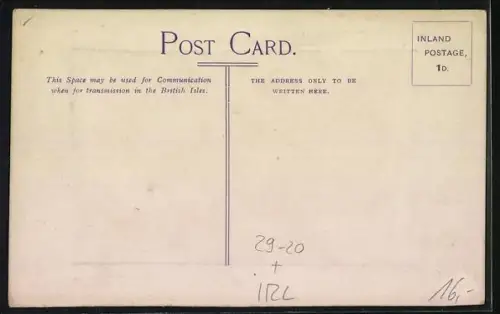 POST CARD.
INLAND
POSTAGE,
1D.
This Space may be used for Communication
when for transmission in the British Isles.
THE ADDRESS ONLY TO BE
WRITTEN HERE.
29-20
+
IRL
16,-